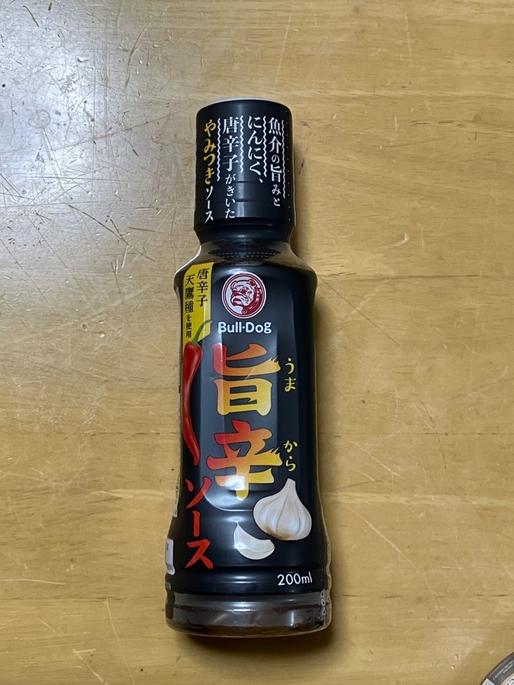 魚介の旨みと
にんにく、
唐辛子がきいた
やみつきソース
唐辛子
天鷹種を使用
Bull-Dog
旨辛
うま
から
ソース
200ml